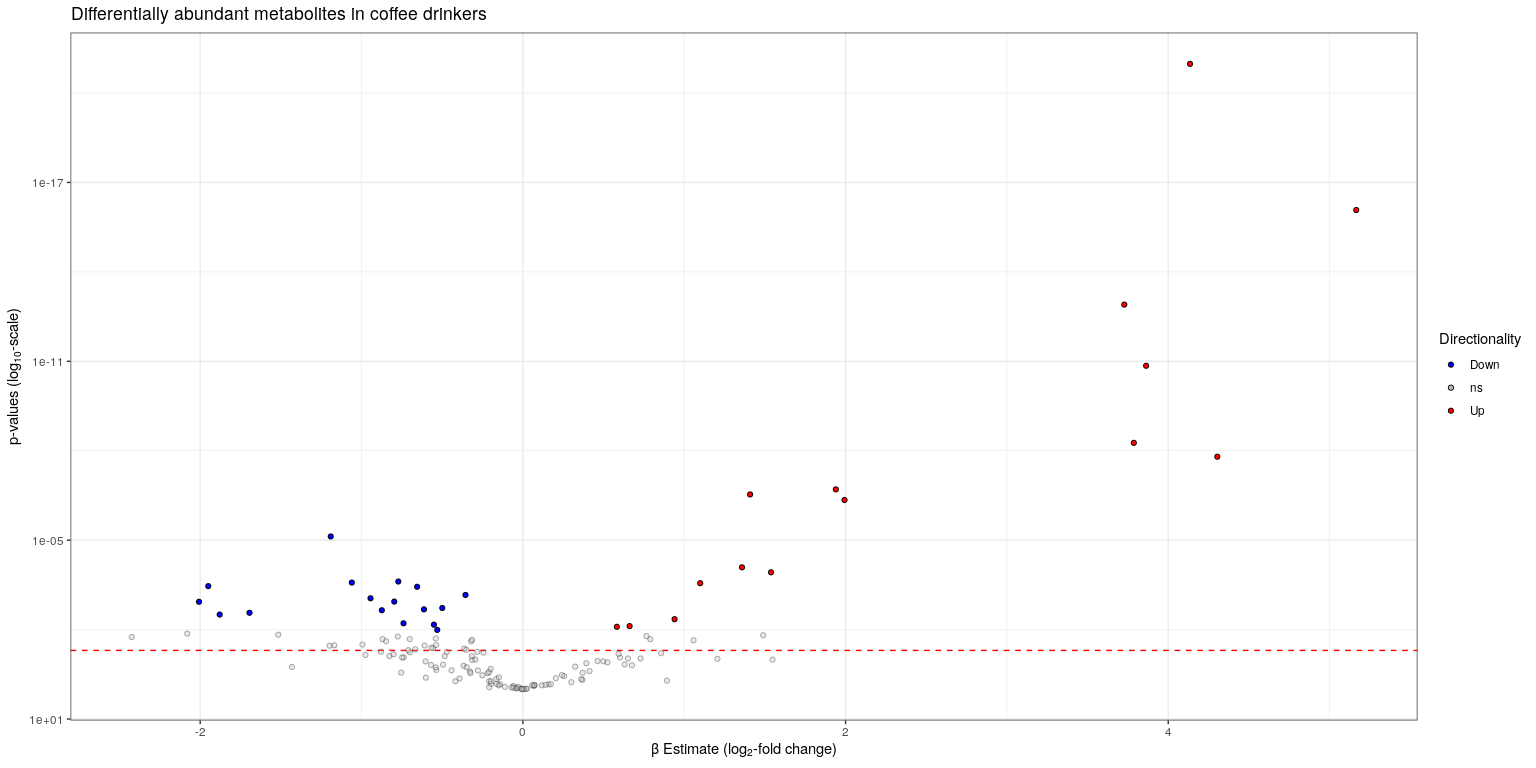 Differentially abundant metabolites in coffee drinkers
p-values (log10-scale)
1e-17
1e-11
1e-05
1e+01
-2
0
2
4
β Estimate (log2-fold change)
Directionality
Down
ns
Up